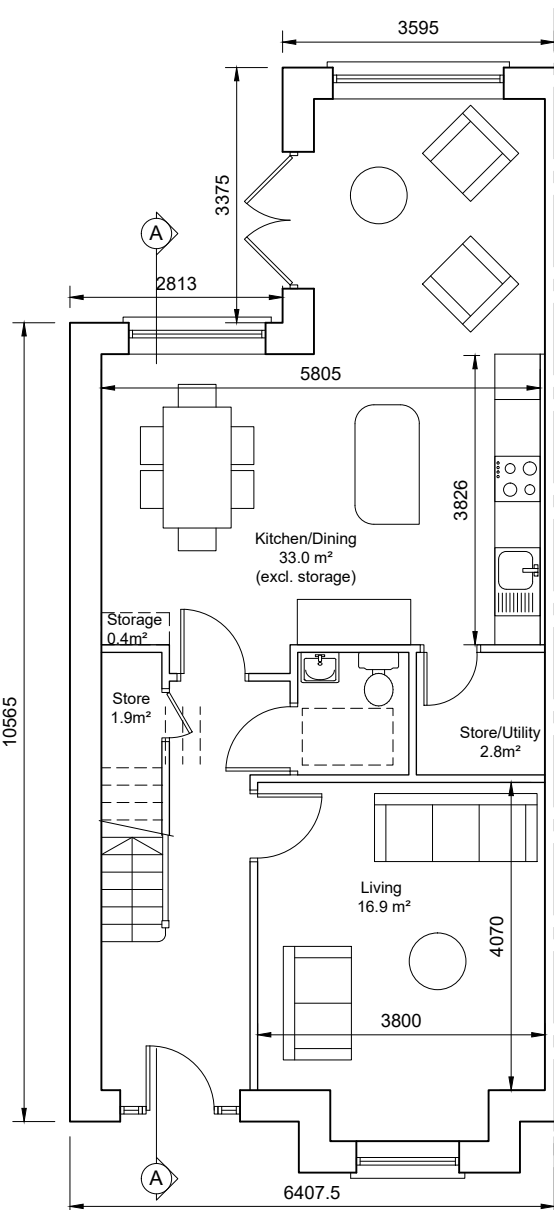 3595
3375
A
2813
5805
3826
Kitchen/Dining
33.0 m²
(excl. storage)
Storage
0.4m²
Store
1.9m²
Store/Utility
2.8m²
10565
Living
16.9 m²
4070
3800
A
6407.5